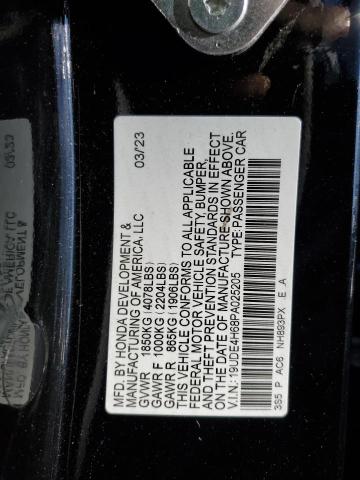 MFD. BY HONDA DEVELOPMENT & 03/'23
MANUFACTURING OF AMERICA, LLC
GVWR 1850KG (4078LBS)
GAWR F 1000KG (2204LBS)
GAWR R 865KG (1906LBS)
THIS VEHICLE CONFORMS TO ALL APPLICABLE
FEDERAL MOTOR VEHICLE SAFETY, BUMPER,
AND THEFT PREVENTION STANDARDS IN EFFECT
ON THE DATE OF MANUFACTURE SHOWN ABOVE.
V.I.N.: 19UDE4H68PA025205 TYPE: PASSENGER CAR
3S5 P AC6 NH893PX E A